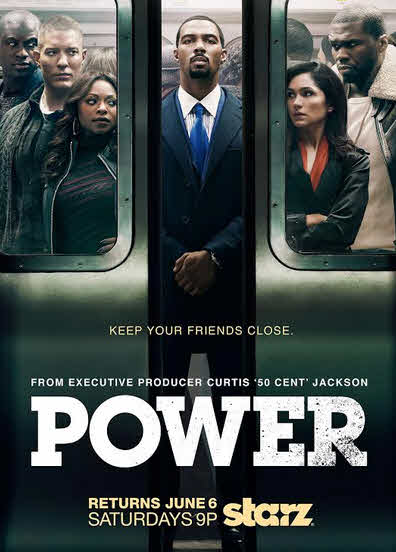 KEEP YOUR FRIENDS CLOSE.
FROM EXECUTIVE PRODUCER CURTIS '50 CENT' JACKSON
POWER
RETURNS JUNE 6
SATURDAYS 9P starz